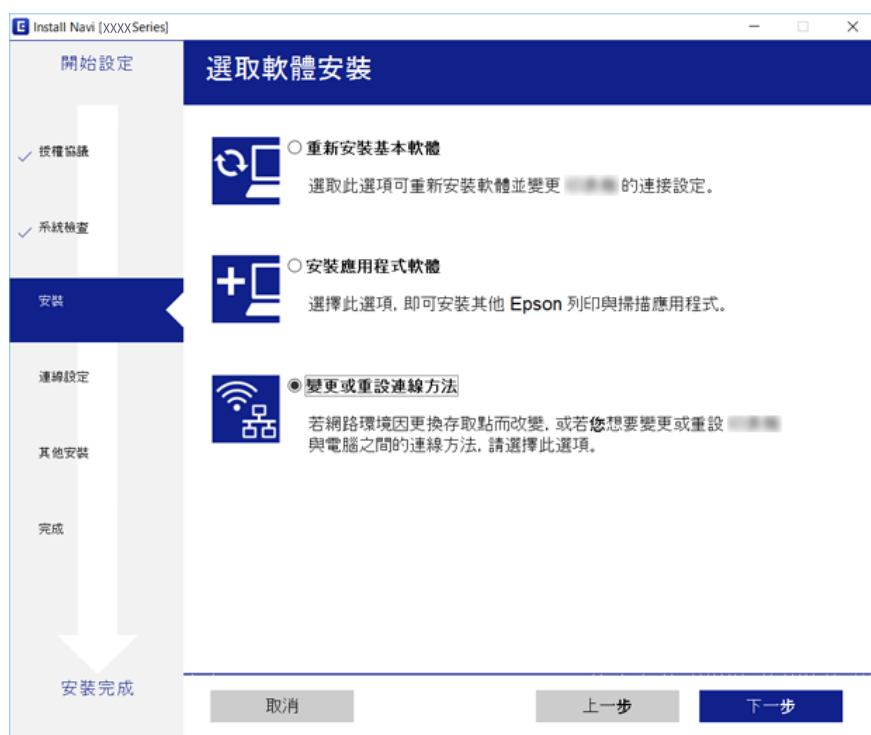 Install Navi [XXXX Series]
開始設定
選取軟體安裝
授權協議
系統檢查
安裝
連線設定
其他安裝
完成
安裝完成
重新安裝基本軟體
選取此選項可重新安裝軟體並變更 的連接設定。
安裝應用程式軟體
選擇此選項, 即可安裝其他 Epson 列印與掃描應用程式。
變更或重設連線方法
若網路環境因更換存取點而改變, 或若您想要變更或重設
與電腦之間的連線方法, 請選擇此選項。
取消
上一步
下一步